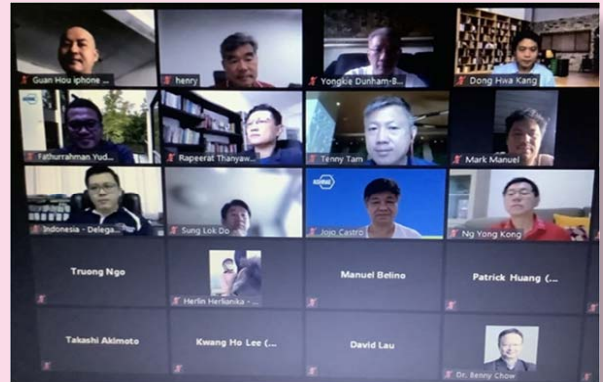 Guan Hou iphone ...
henry
Yongkie Dunham-B...
Dong Hwa Kang
Fathurrahman Yud...
Rapeerat Thanyaw...
Tenny Tam
Mark Manuel
Indonesia - Delega...
Sung Lok Do
Jojo Castro
Ng Yong Kong
Truong Ngo
Herlin Herlianika - ...
Manuel Belino
Patrick Huang (...
Takashi Akimoto
Kwang Ho Lee (...
David Lau
Dr. Benny Chow